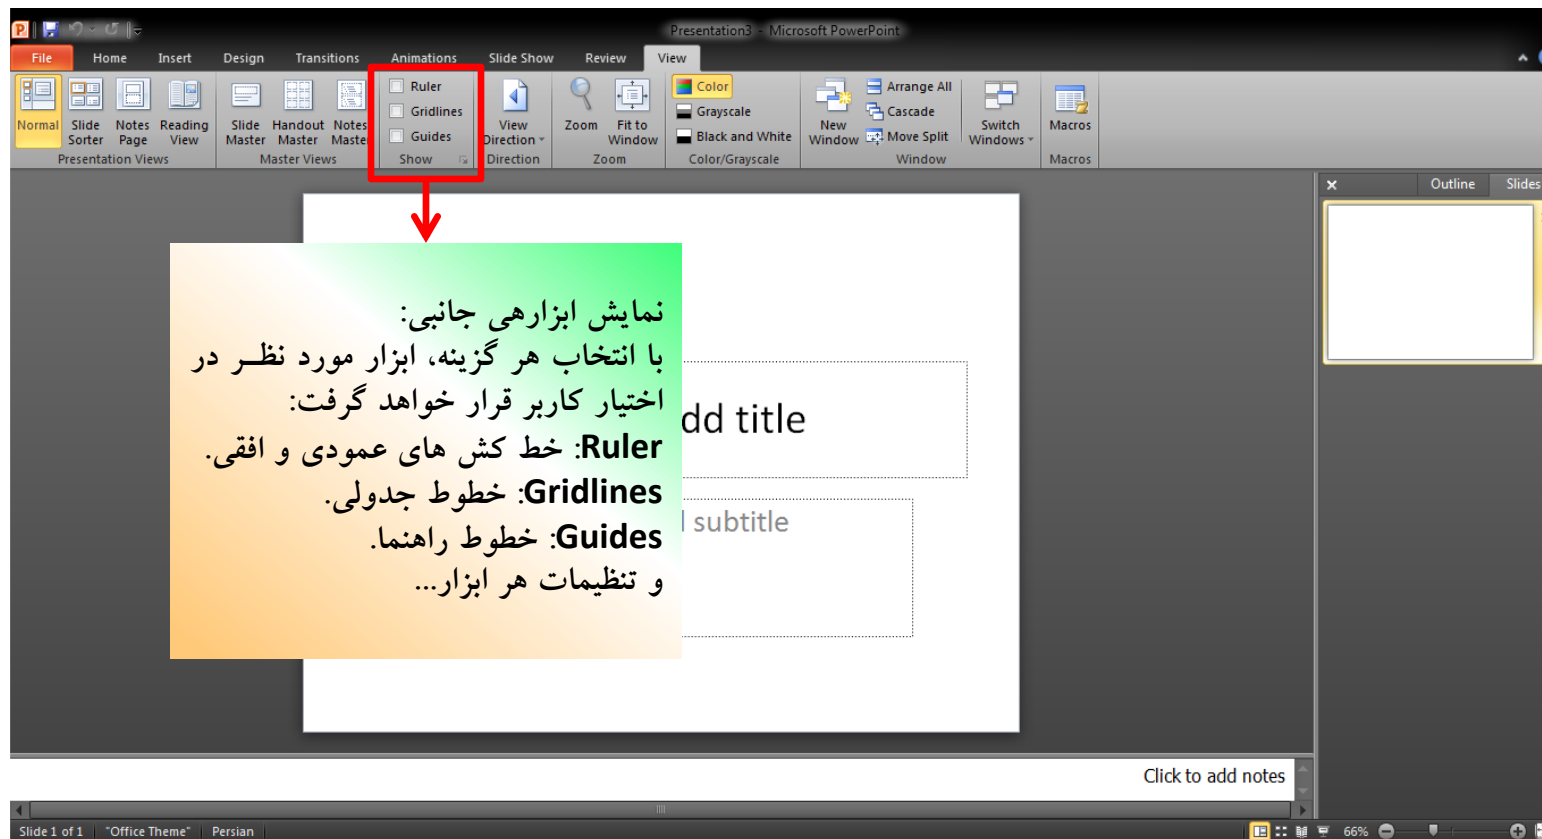 Presentation3 - Microsoft PowerPoint
File Home Insert Design Transitions Animations Slide Show Review View
Normal
Slide Sorter
Notes Page
Reading View
Presentation Views
Slide Master
Handout Master
Notes Master
Master Views
Ruler
Gridlines
Guides
Show
View Direction
Direction
Zoom
Fit to Window
Zoom
Color
Grayscale
Black and White
Color/Grayscale
New Window
Arrange All
Cascade
Move Split
Switch Windows
Window
Macros
Macros
Outline Slides
نمایش ابزارهی جانبی:
با انتخاب هر گزینه، ابزار مورد نظــر در
اختیار کاربر قرار خواهد گرفت:
Ruler: خط کش های عمودی و افقی.
Gridlines: خطوط جدولی.
Guides: خطوط راهنما.
و تنظیمات هر ابزار...
dd title
subtitle
Click to add notes
Slide 1 of 1 "Office Theme" Persian 66%